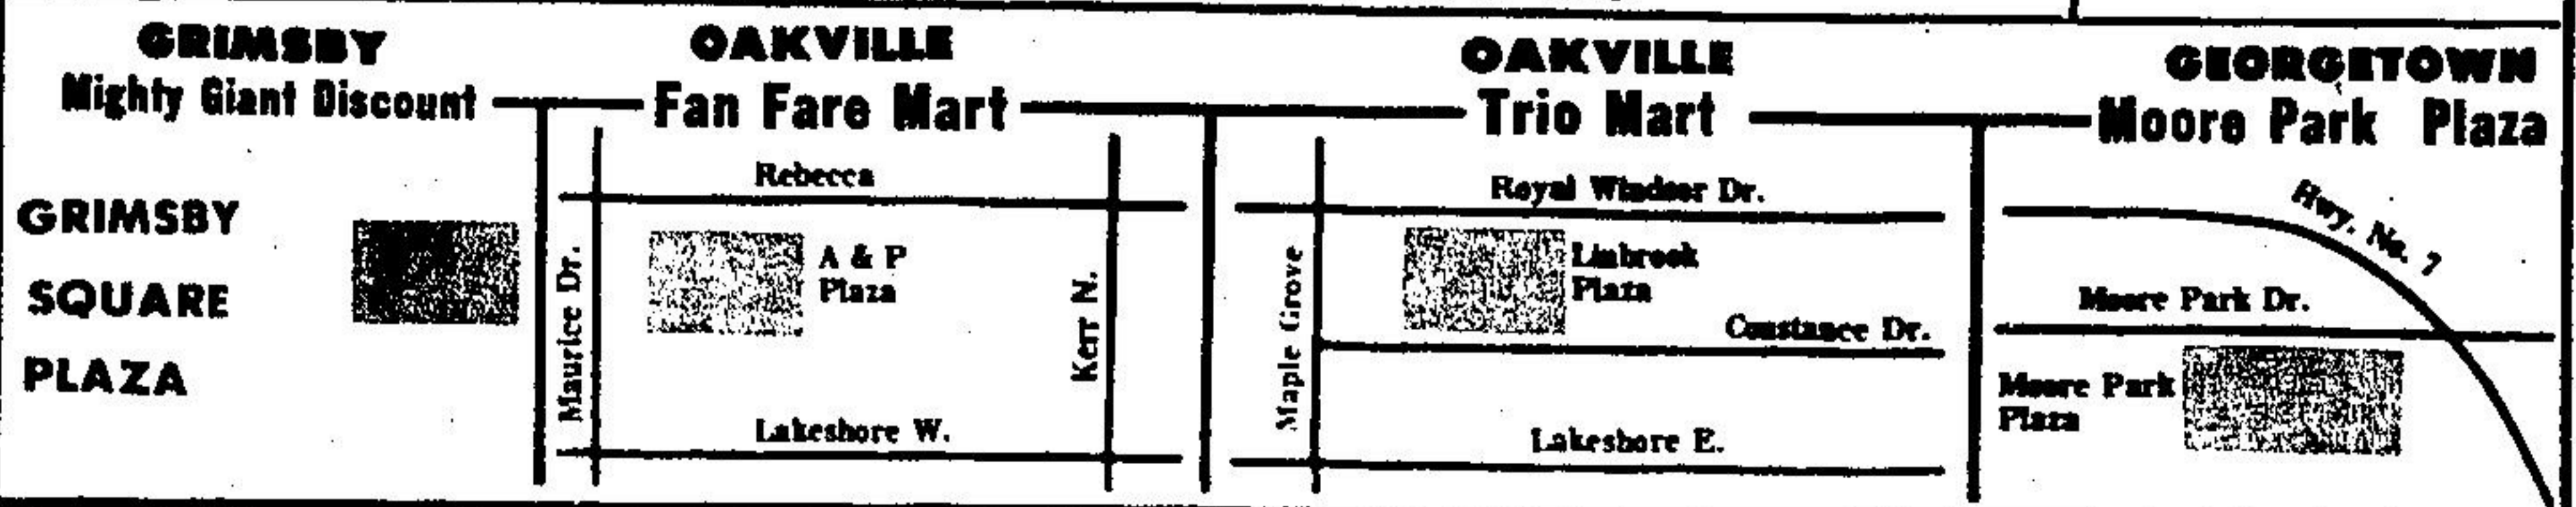 GRIMSBY
Mighty Giant Discount
GRIMSBY
SQUARE
PLAZA
OAKVILLE
Fan Fare Mart
Rebecca
Maurice Dr.
A & P
Plaza
Kerr N.
Lakeshore W.
OAKVILLE
Trio Mart
Royal Windsor Dr.
Maple Grove
Linbrook
Plaza
Constance Dr.
Lakeshore E.
GEORGETOWN
Moore Park Plaza
Hwy. No. 7
Moore Park Dr.
Moore Park
Plaza